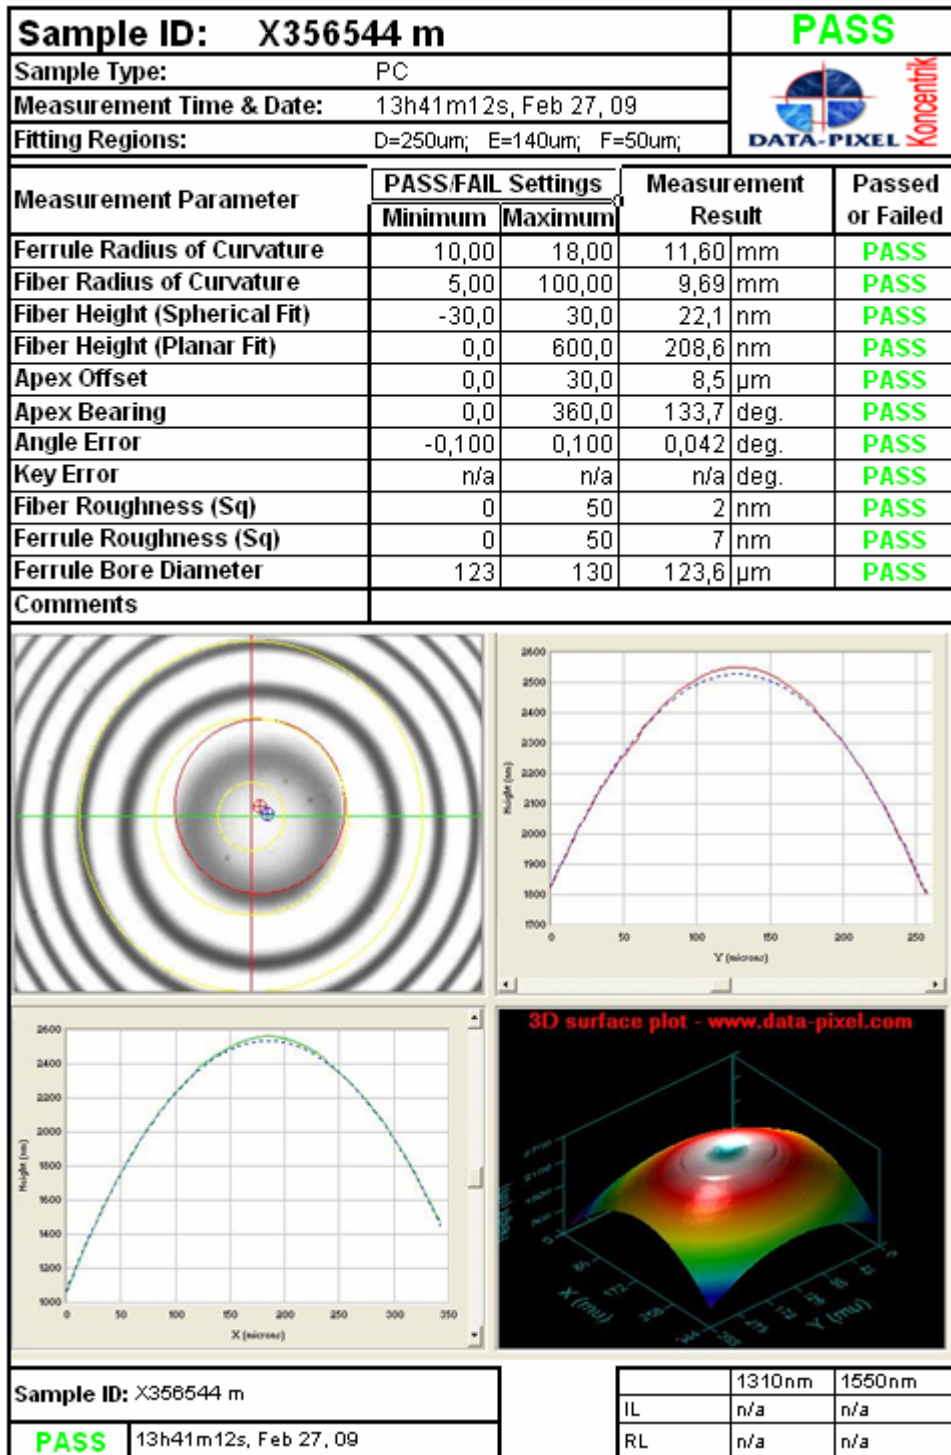 Sample ID: X356544 m
PASS
Sample Type: PC
Measurement Time & Date: 13h41m12s, Feb 27, 09
Fitting Regions: D=250um; E=140um; F=50um;
DATA-PIXEL
Koncentrik
Measurement Parameter PASS/FAIL Settings Measurement Result Passed or Failed
Minimum Maximum
Ferrule Radius of Curvature 10,00 18,00 11,60 mm PASS
Fiber Radius of Curvature 5,00 100,00 9,69 mm PASS
Fiber Height (Spherical Fit) -30,0 30,0 22,1 nm PASS
Fiber Height (Planar Fit) 0,0 600,0 208,6 nm PASS
Apex Offset 0,0 30,0 8,5 µm PASS
Apex Bearing 0,0 360,0 133,7 deg. PASS
Angle Error -0,100 0,100 0,042 deg. PASS
Key Error n/a n/a n/a deg. PASS
Fiber Roughness (Sq) 0 50 2 nm PASS
Ferrule Roughness (Sq) 0 50 7 nm PASS
Ferrule Bore Diameter 123 130 123,6 µm PASS
Comments
2600
2500
2400
2300
2200
2100
2000
1900
1800
1700
Height (nm)
0 50 100 150 200 250
Y (microns)
2600
2400
2200
2000
1800
1600
1400
1200
1000
Height (nm)
0 50 100 150 200 250 300 350
X (microns)
3D surface plot - www.data-pixel.com
X (mu)
Y (mu)
Sample ID: X356544 m
PASS 13h41m12s, Feb 27, 09
1310nm 1550nm
IL n/a n/a
RL n/a n/a